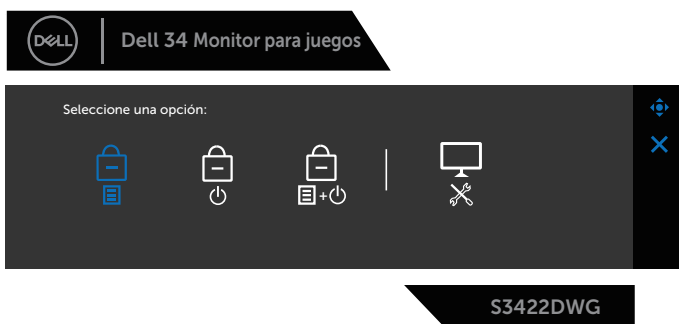 DELL
Dell 34 Monitor para juegos
Seleccione una opción:
S3422DWG